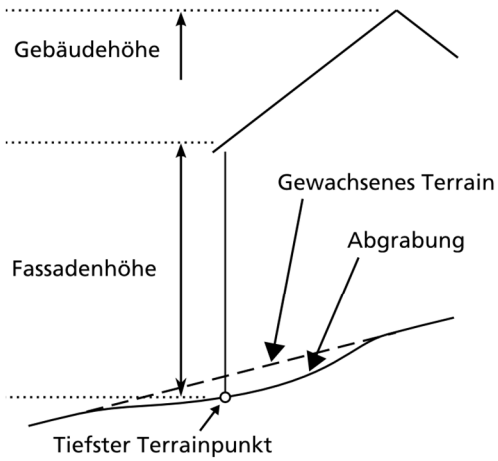 Gebäudehöhe
Gewachsenes Terrain
Abgrabung
Fassadenhöhe
Tiefster Terrainpunkt